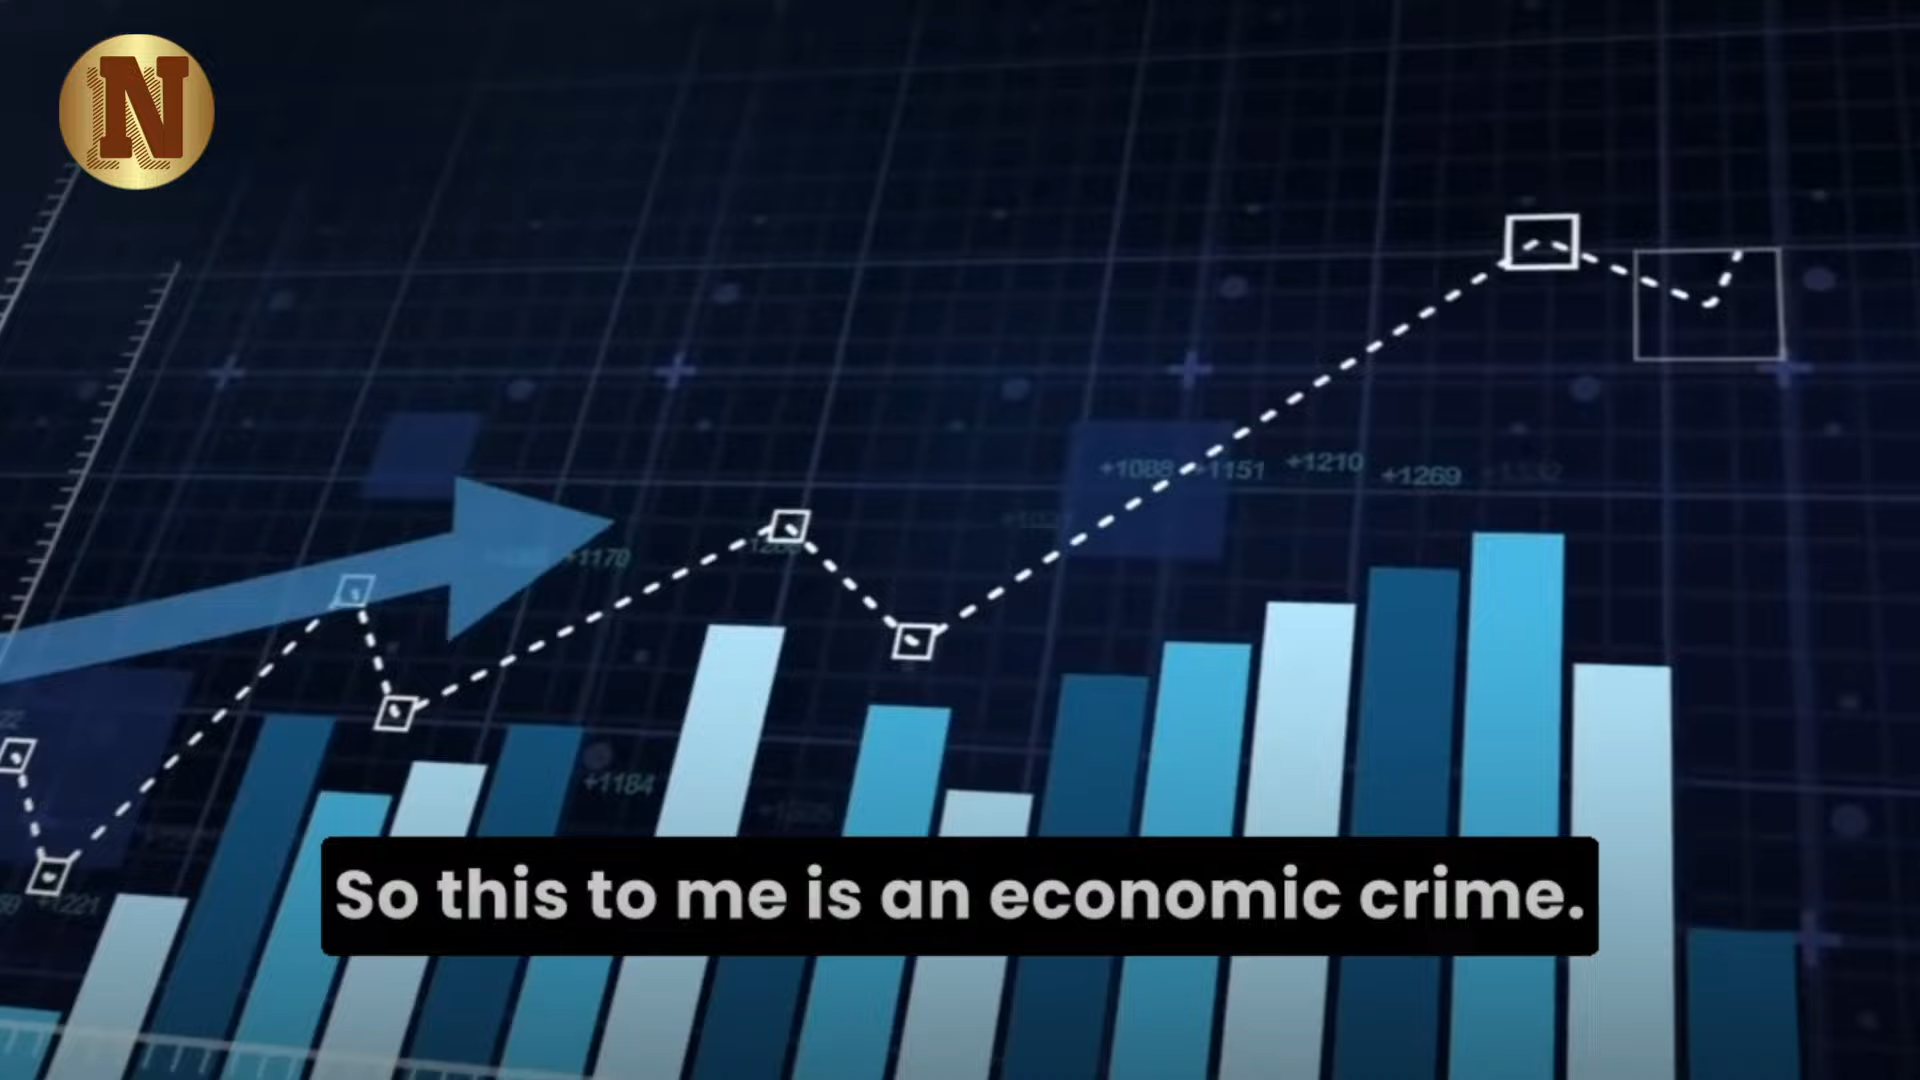 N
+1088 +1151 +1210 +1269
+1170
+1184
+1221
So this to me is an economic crime.